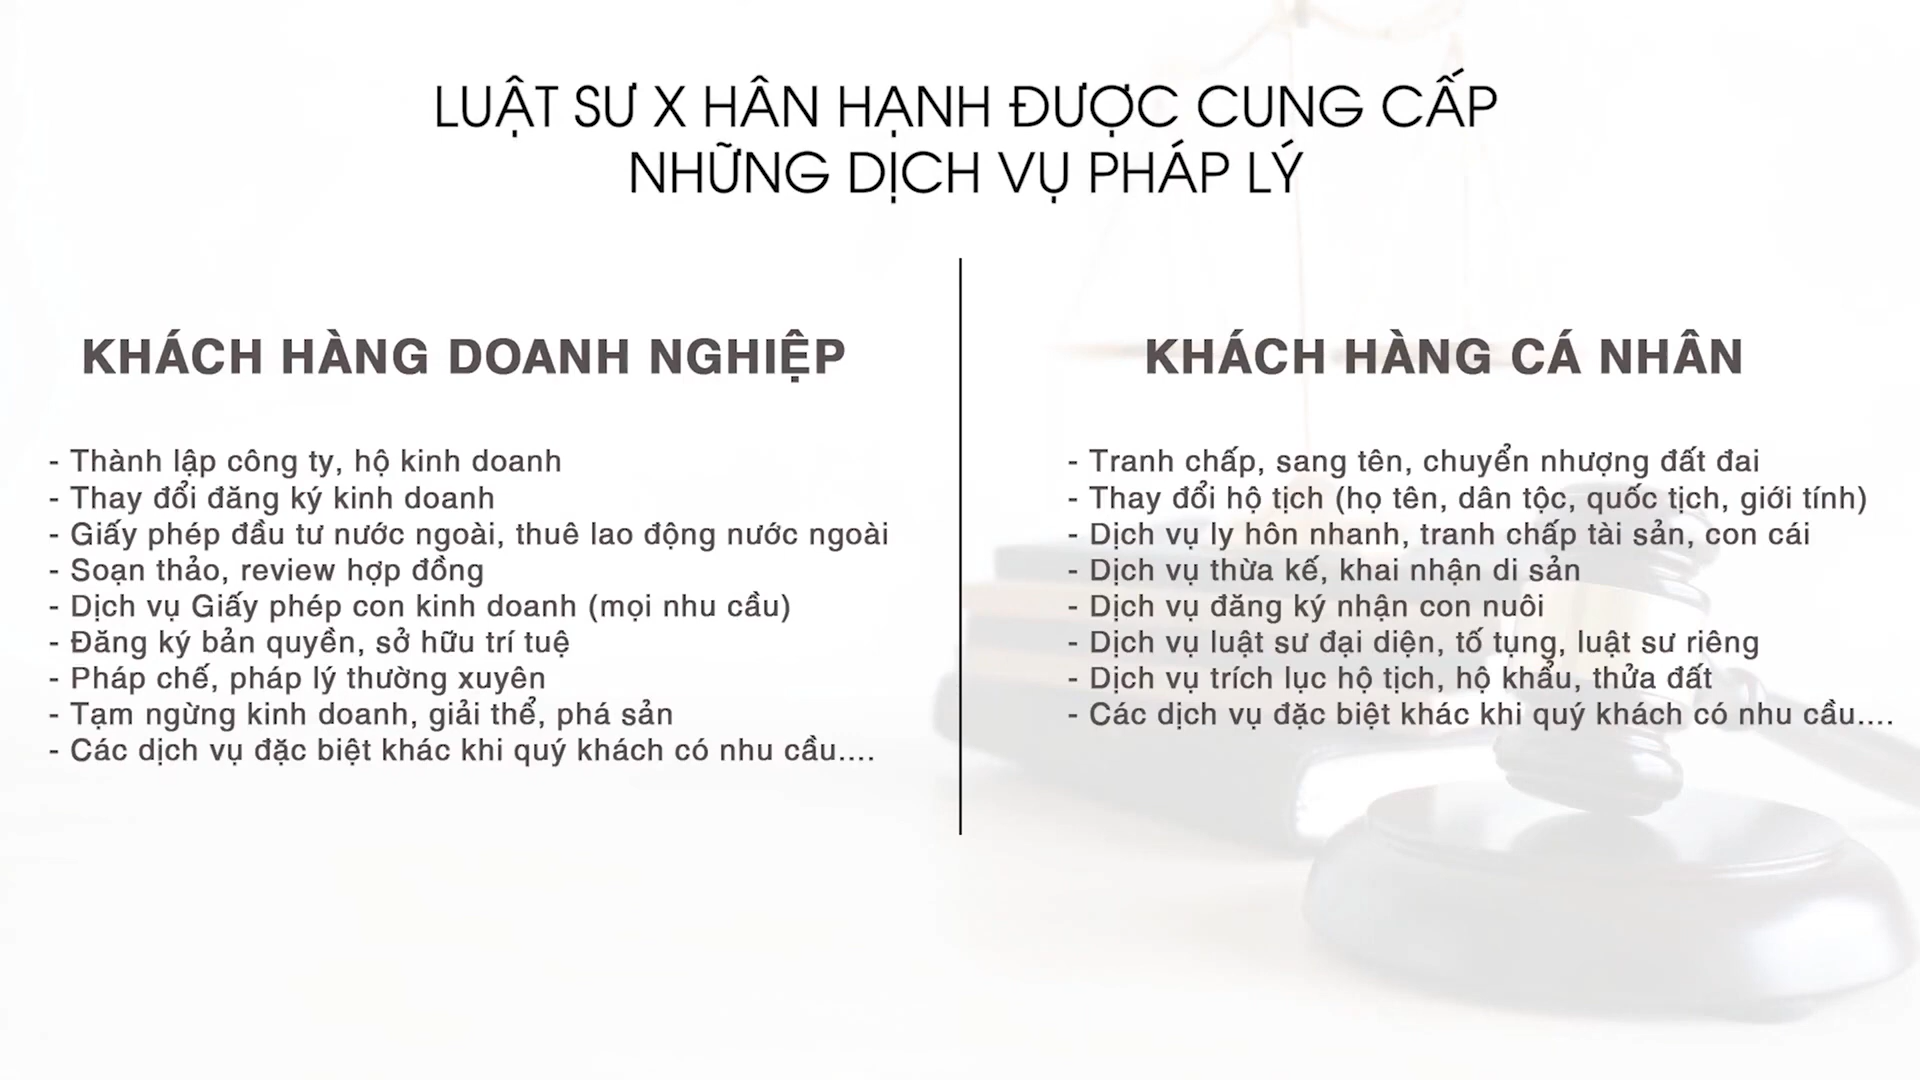 LUẬT SƯ X HÂN HẠNH ĐƯỢC CUNG CẤP
NHỮNG DỊCH VỤ PHÁP LÝ
KHÁCH HÀNG DOANH NGHIỆP
- Thành lập công ty, hộ kinh doanh
- Thay đổi đăng ký kinh doanh
- Giấy phép đầu tư nước ngoài, thuê lao động nước ngoài
- Soạn thảo, review hợp đồng
- Dịch vụ Giấy phép con kinh doanh (mọi nhu cầu)
- Đăng ký bản quyền, sở hữu trí tuệ
- Pháp chế, pháp lý thường xuyên
- Tạm ngừng kinh doanh, giải thể, phá sản
- Các dịch vụ đặc biệt khác khi quý khách có nhu cầu....
KHÁCH HÀNG CÁ NHÂN
- Tranh chấp, sang tên, chuyển nhượng đất đai
- Thay đổi hộ tịch (họ tên, dân tộc, quốc tịch, giới tính)
- Dịch vụ ly hôn nhanh, tranh chấp tài sản, con cái
- Dịch vụ thừa kế, khai nhận di sản
- Dịch vụ đăng ký nhận con nuôi
- Dịch vụ luật sư đại diện, tố tụng, luật sư riêng
- Dịch vụ trích lục hộ tịch, hộ khẩu, thửa đất
- Các dịch vụ đặc biệt khác khi quý khách có nhu cầu....